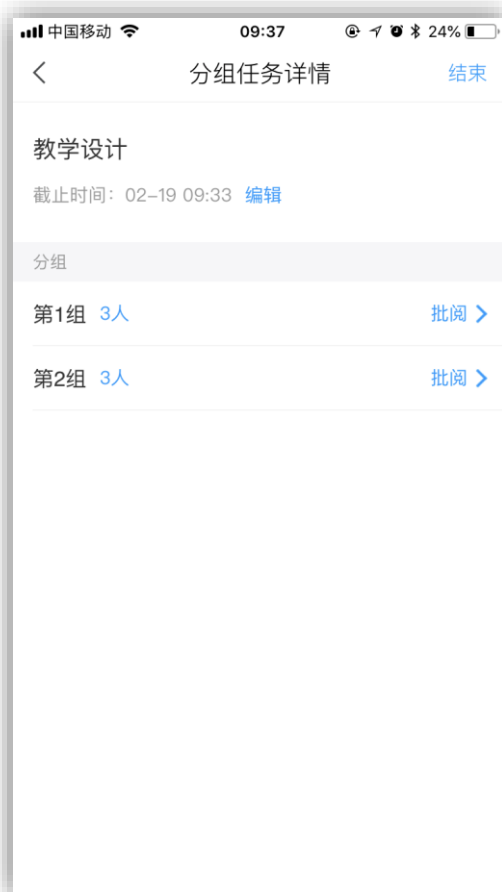 中国移动 09:37 24%
分组任务详情 结束
教学设计
截止时间：02-19 09:33 编辑
分组
第1组 3人 批阅
第2组 3人 批阅